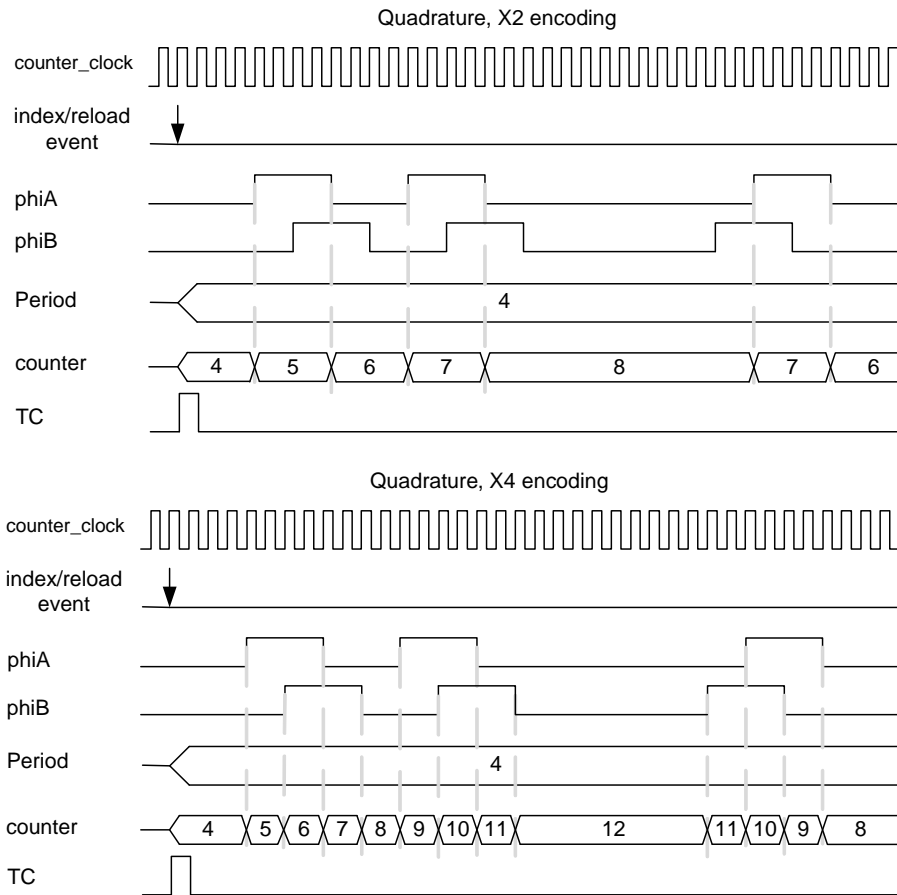 Quadrature, X2 encoding
counter_clock
index/reload
event
phiA
phiB
Period
4
counter
4 5 6 7 8 7 6
TC
Quadrature, X4 encoding
counter_clock
index/reload
event
phiA
phiB
Period
4
counter
4 5 6 7 8 9 10 11 12 11 10 9 8
TC